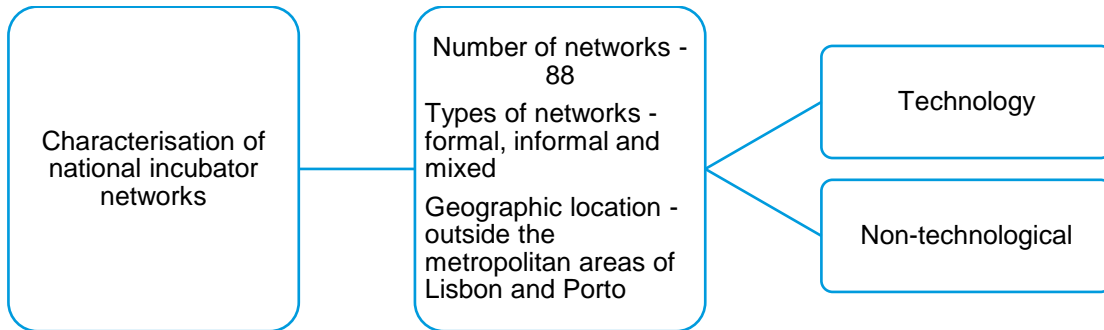 Characterisation of
national incubator
networks
Number of networks -
88
Types of networks -
formal, informal and
mixed
Geographic location -
outside the
metropolitan areas of
Lisbon and Porto
Technology
Non-technological